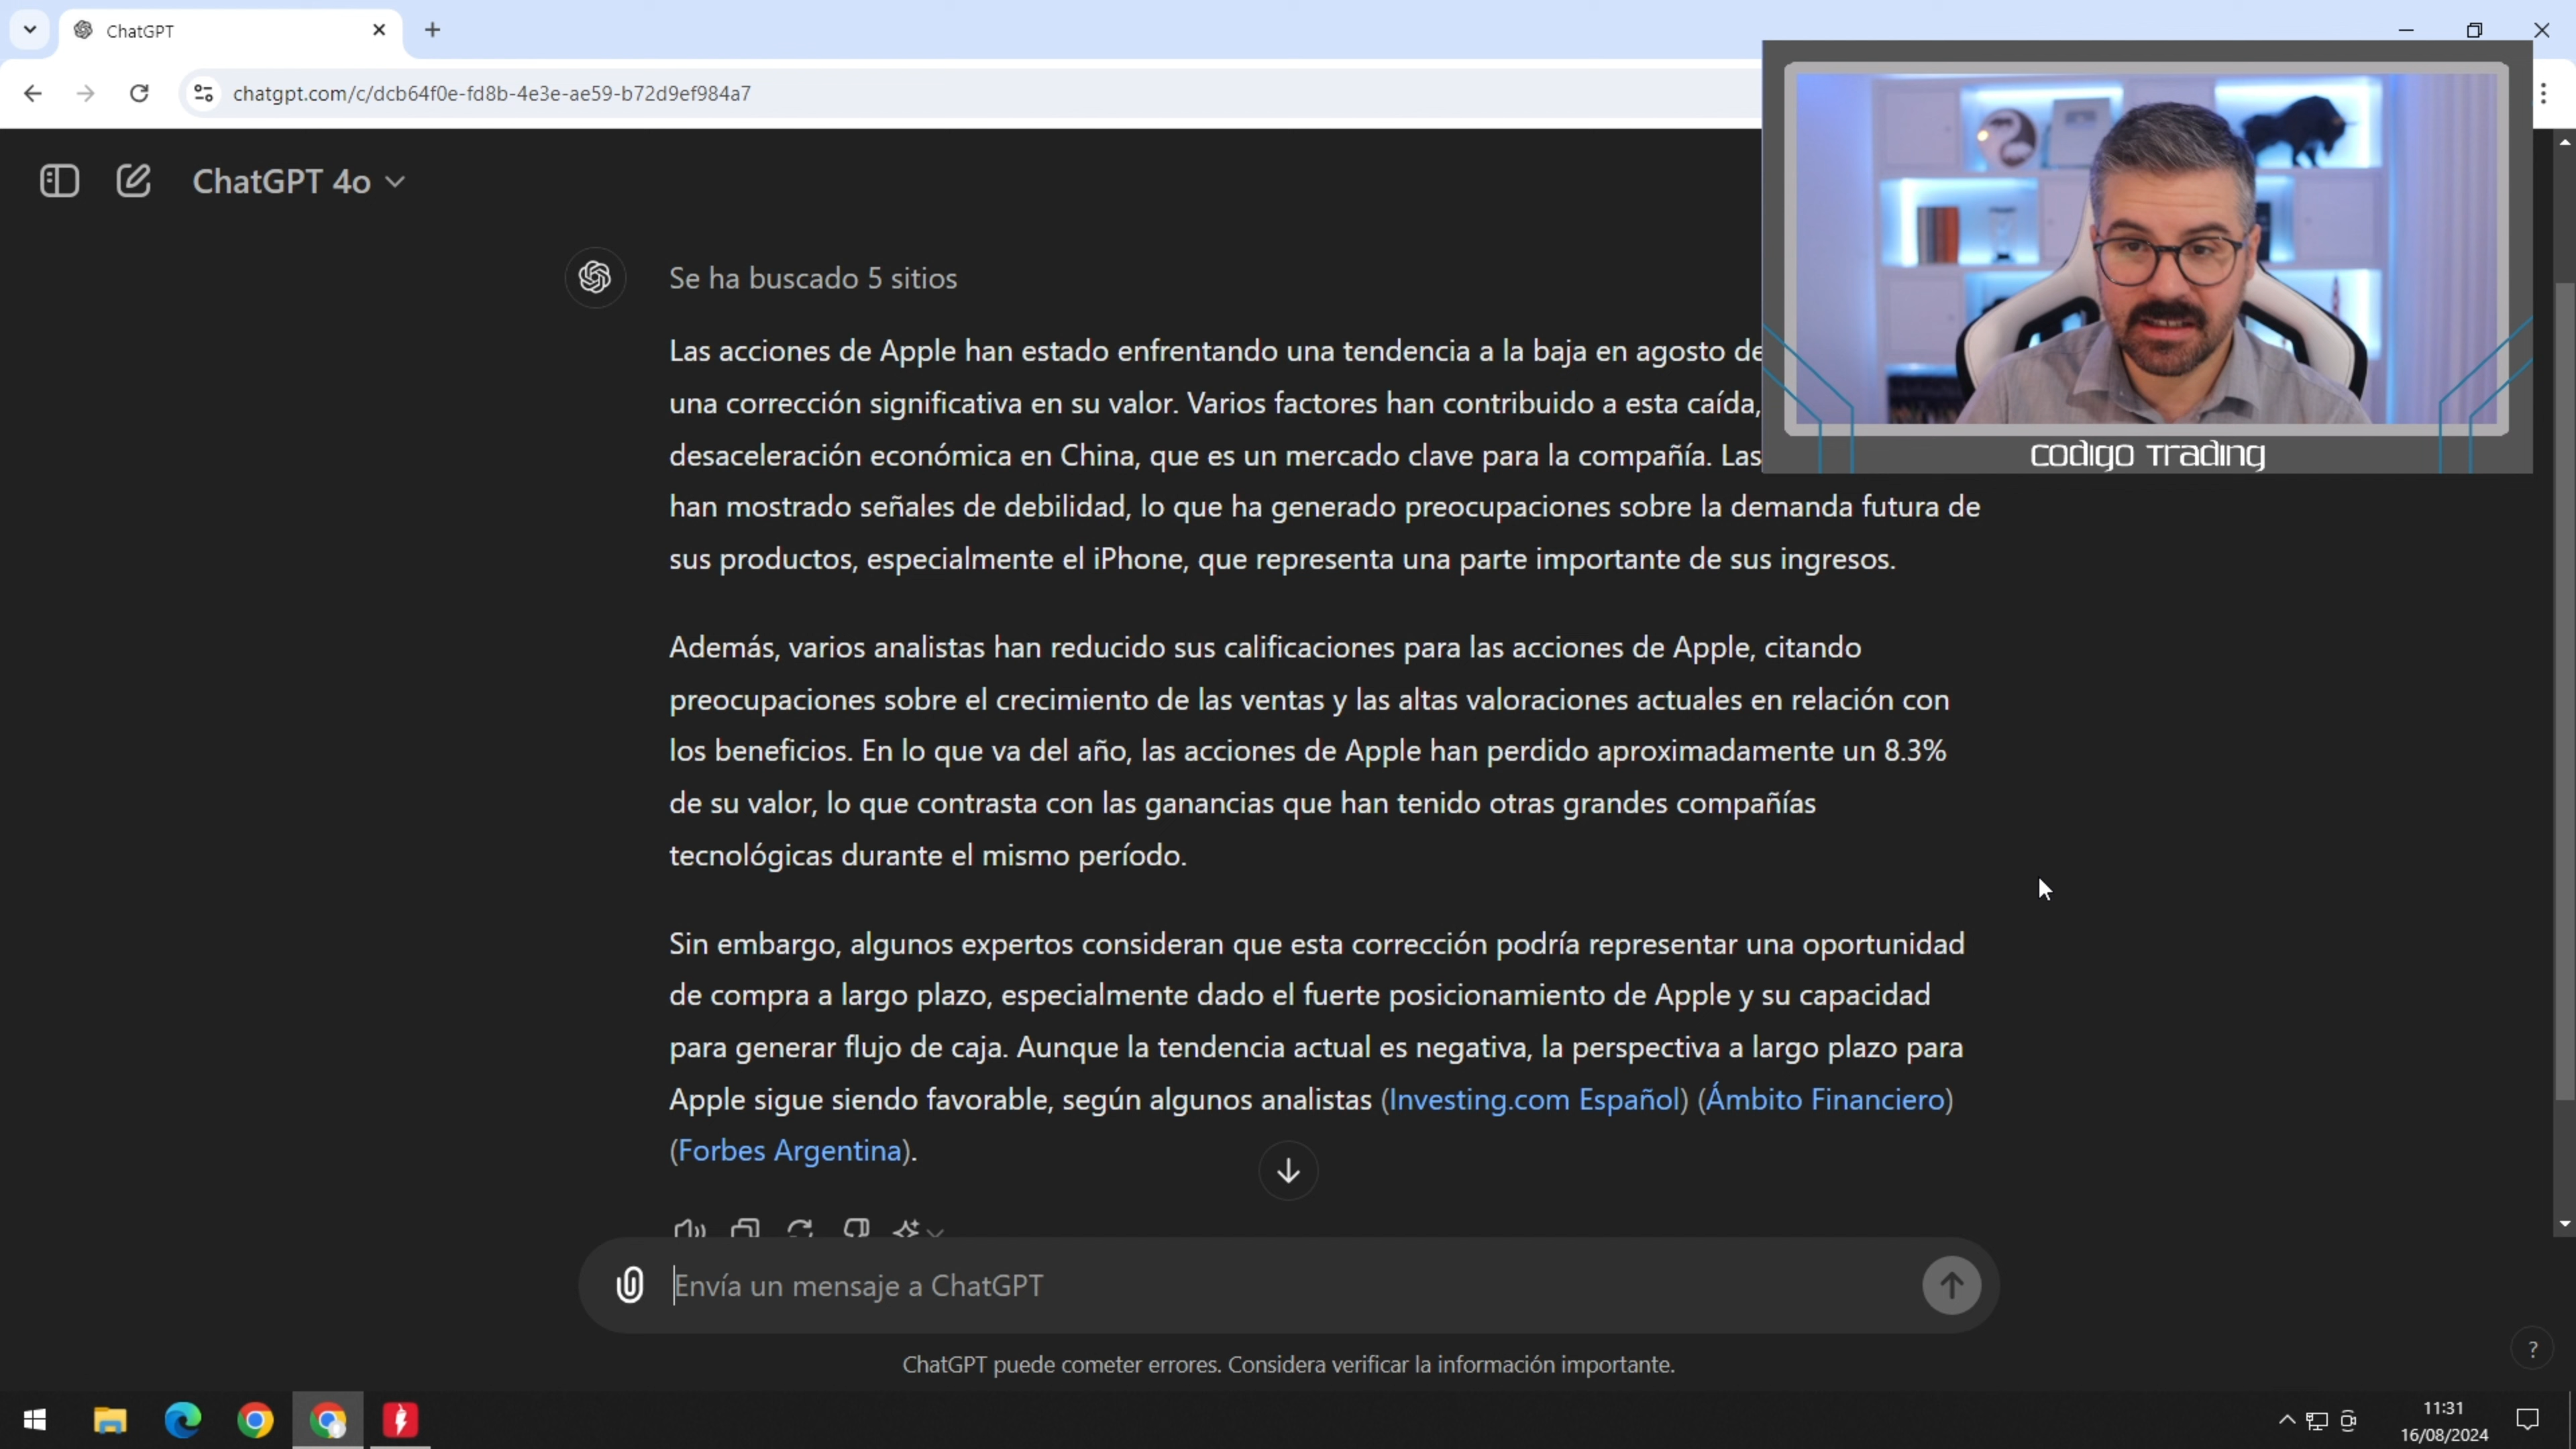 ChatGPT
chatgpt.com/c/dcb64f0e-fd8b-4e3e-ae59-b72d9ef984a7
ChatGPT 4o
Se ha buscado 5 sitios
Las acciones de Apple han estado enfrentando una tendencia a la baja en agosto de
una corrección significativa en su valor. Varios factores han contribuido a esta caída,
desaceleración económica en China, que es un mercado clave para la compañía. Las
han mostrado señales de debilidad, lo que ha generado preocupaciones sobre la demanda futura de
sus productos, especialmente el iPhone, que representa una parte importante de sus ingresos.
Además, varios analistas han reducido sus calificaciones para las acciones de Apple, citando
preocupaciones sobre el crecimiento de las ventas y las altas valoraciones actuales en relación con
los beneficios. En lo que va del año, las acciones de Apple han perdido aproximadamente un 8.3%
de su valor, lo que contrasta con las ganancias que han tenido otras grandes compañías
tecnológicas durante el mismo período.
Sin embargo, algunos expertos consideran que esta corrección podría representar una oportunidad
de compra a largo plazo, especialmente dado el fuerte posicionamiento de Apple y su capacidad
para generar flujo de caja. Aunque la tendencia actual es negativa, la perspectiva a largo plazo para
Apple sigue siendo favorable, según algunos analistas (Investing.com Español) (Ámbito Financiero)
(Forbes Argentina).
Envía un mensaje a ChatGPT
ChatGPT puede cometer errores. Considera verificar la información importante.
?
codigo Trading
11:31
16/08/2024